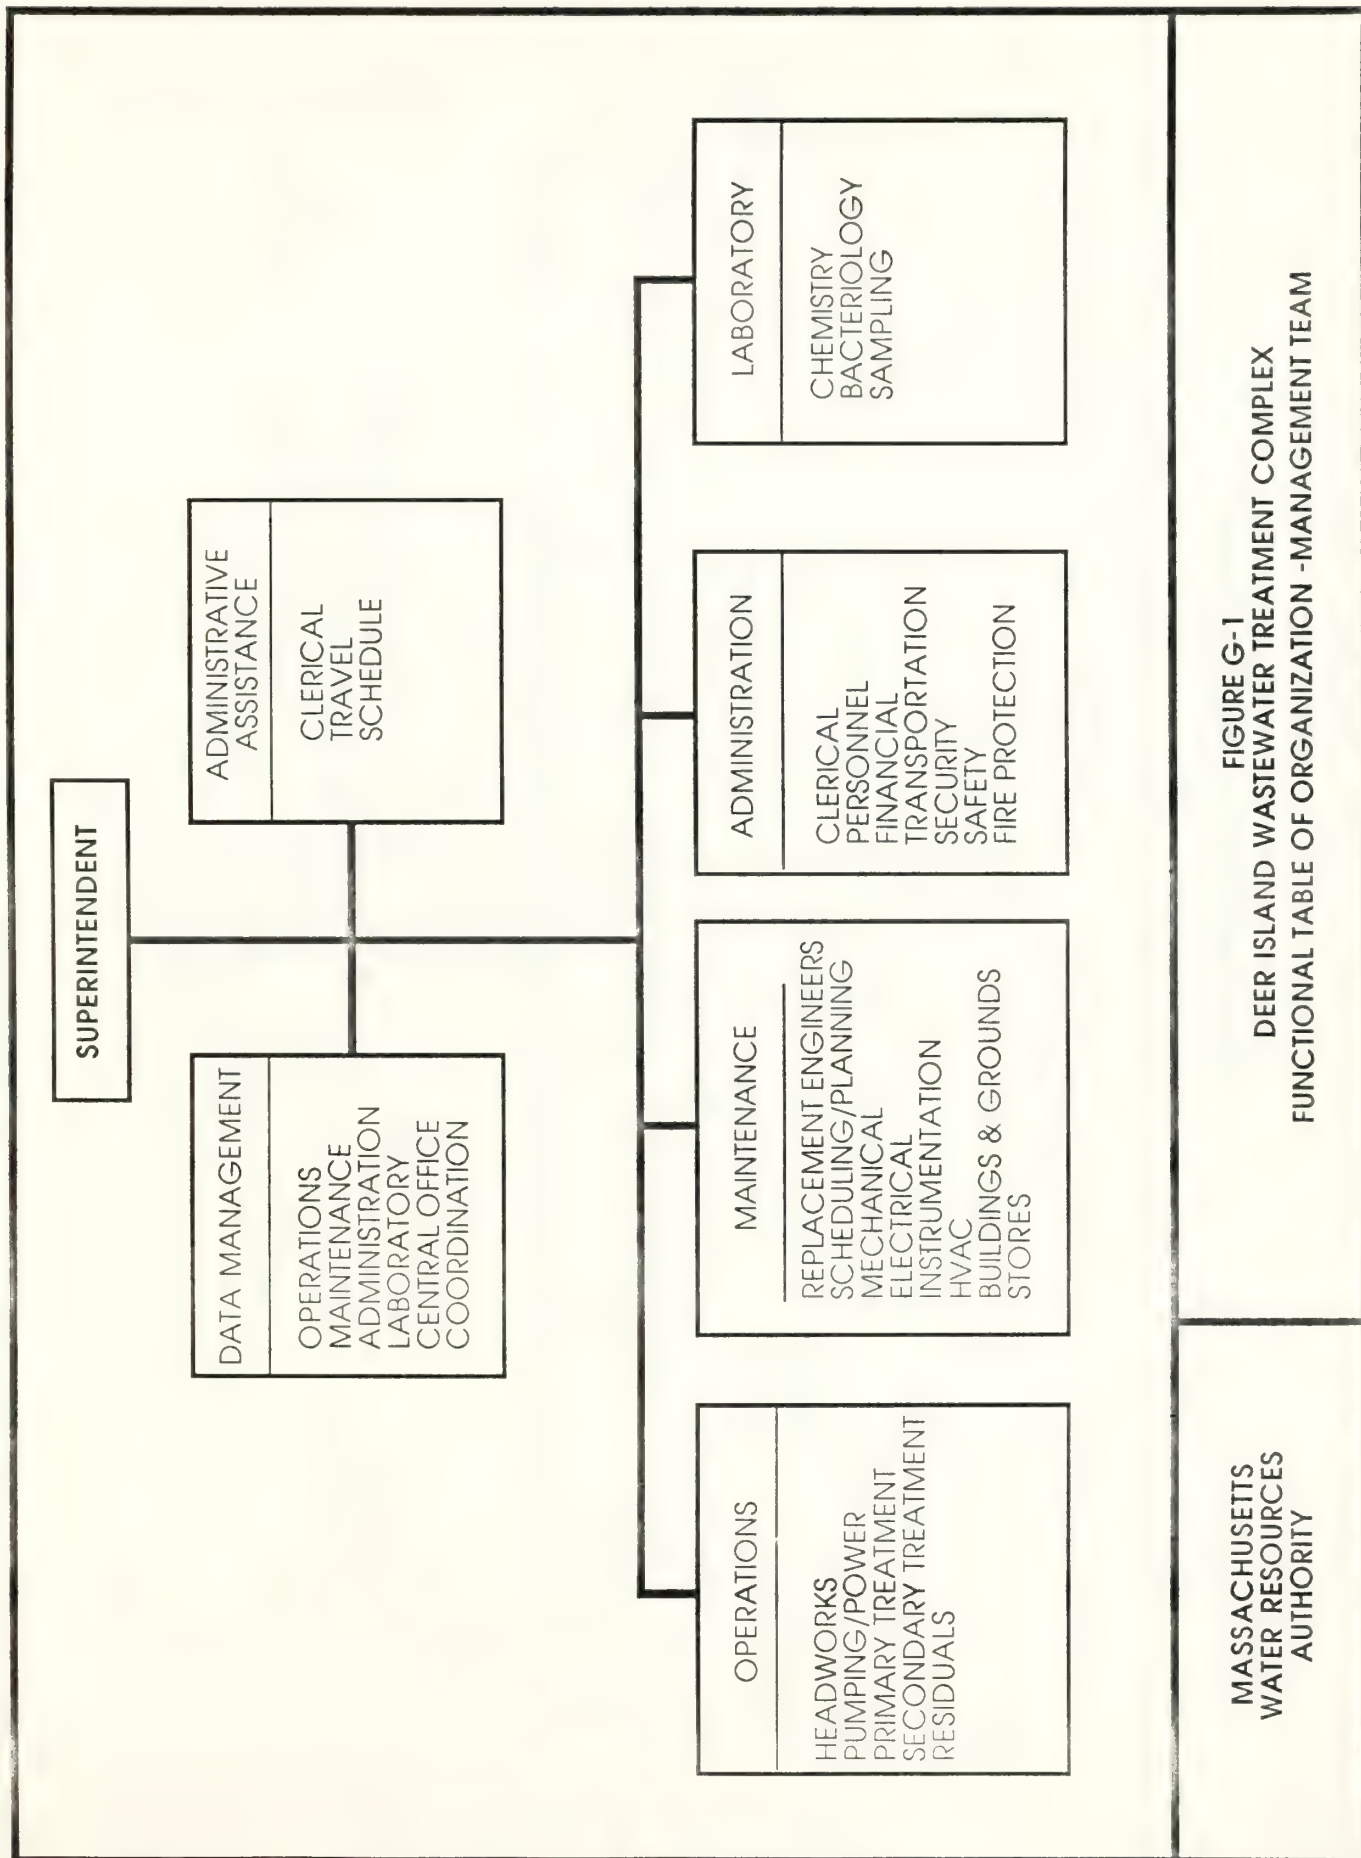 SUPERINTENDENT
DATA MANAGEMENT
OPERATIONS
MAINTENANCE
ADMINISTRATION
LABORATORY
CENTRAL OFFICE
COORDINATION
ADMINISTRATIVE
ASSISTANCE
CLERICAL
TRAVEL
SCHEDULE
OPERATIONS
HEADWORKS
PUMPING/POWER
PRIMARY TREATMENT
SECONDARY TREATMENT
RESIDUALS
MAINTENANCE
REPLACEMENT ENGINEERS
SCHEDULING/PLANNING
MECHANICAL
ELECTRICAL
INSTRUMENTATION
HVAC
BUILDINGS & GROUNDS
STORES
ADMINISTRATION
CLERICAL
PERSONNEL
FINANCIAL
TRANSPORTATION
SECURITY
SAFETY
FIRE PROTECTION
LABORATORY
CHEMISTRY
BACTERIOLOGY
SAMPLING
MASSACHUSETTS
WATER RESOURCES
AUTHORITY
FIGURE G-1
DEER ISLAND WASTEWATER TREATMENT COMPLEX
FUNCTIONAL TABLE OF ORGANIZATION -MANAGEMENT TEAM